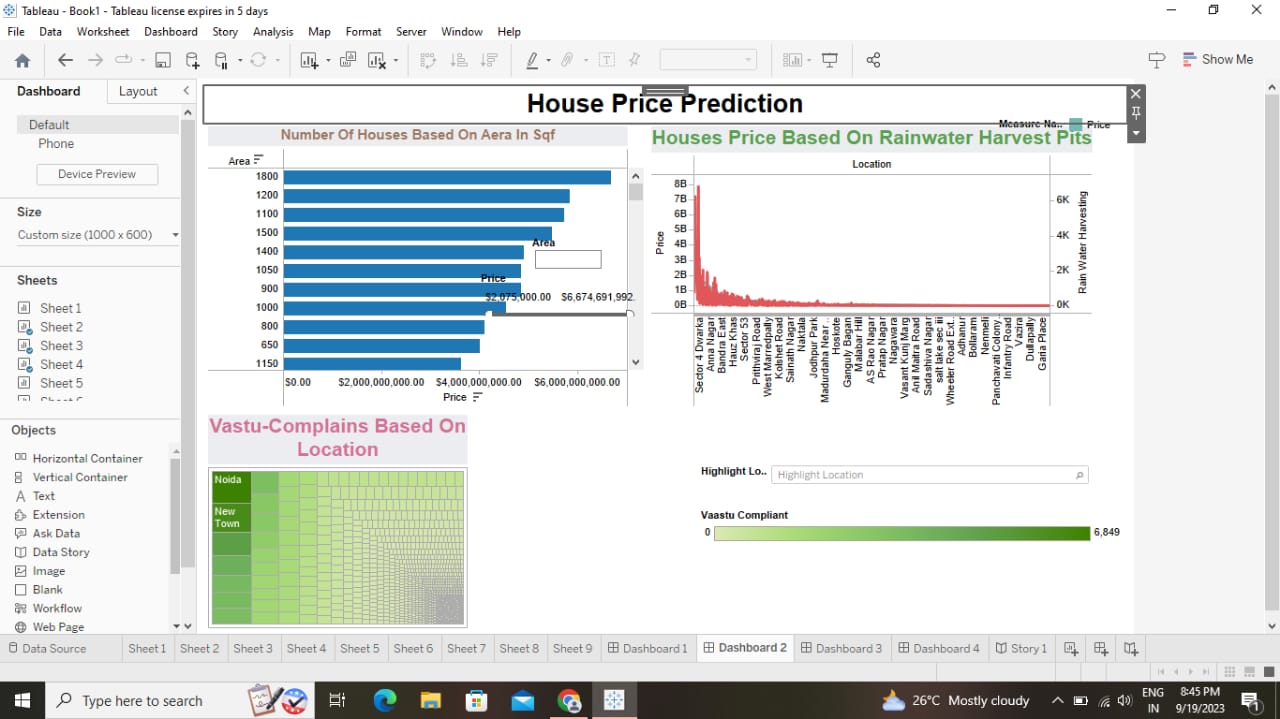 Tableau - Book1 - Tableau license expires in 5 days
File Data Worksheet Dashboard Story Analysis Map Format Server Window Help
Show Me
Dashboard Layout
Default
Phone
Device Preview
Size
Custom size (1000 x 600)
Sheets
Sheet 1
Sheet 2
Sheet 3
Sheet 4
Sheet 5
Objects
Horizontal Container
Vertical Container
Text
Extension
Ask Data
Data Story
Image
Blank
Workflow
Web Page
House Price Prediction
Number Of Houses Based On Aera In Sqf
Area
1800
1200
1100
1500
1400
1050
900
1000
800
650
1150
Area
Price
$2,075,000.00 $6,674,691,992.
$0.00 $2,000,000,000.00 $4,000,000,000.00 $6,000,000,000.00
Price
Measure Na.. Price
Houses Price Based On Rainwater Harvest Pits
Location
Price
8B
7B
6B
5B
4B
3B
2B
1B
0B
6K
4K
2K
0K
Rain Water Harvesting
Sector 4 Dwarka
Anna Nagar
Bandra East
Hauz Khas
Sector 53
Prithviraj Road
West Marredpally
Kolshet Road
Sainath Nagar
Naktala
Jodhpur Park
Madurdaha Near ..
Hoskote
Ganguly Bagan
Malabar Hill
AS Rao Nagar
Pratap Nagar
Nagavara
Vasant Kunj Marg
Anil Maitra Road
Sadashiva Nagar
salt lake sec iii
Wheeler Road Ext..
Adhanur
Bollaram
Nenmeli
Panchavati Colony..
Infantry Road
Vazira
Dullapally
Garia Place
Vastu-Complains Based On
Location
Noida
New
Town
Highlight Lo.. Highlight Location
Vaastu Compliant
0 6,849
Data Source Sheet 1 Sheet 2 Sheet 3 Sheet 4 Sheet 5 Sheet 6 Sheet 7 Sheet 8 Sheet 9 Dashboard 1 Dashboard 2 Dashboard 3 Dashboard 4 Story 1
Type here to search
26°C Mostly cloudy
ENG
IN
8:45 PM
9/19/2023
1